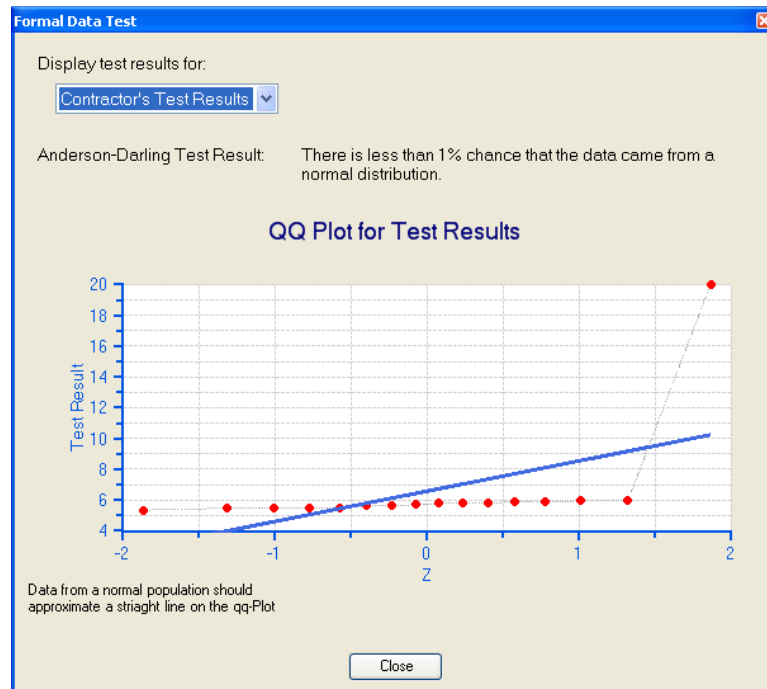 Formal Data Test
Display test results for:
Contractor's Test Results
Anderson-Darling Test Result:
There is less than 1% chance that the data came from a
normal distribution.
QQ Plot for Test Results
Test Result
20
18
16
14
12
10
8
6
4
-2
-1
0
1
2
Z
Data from a normal population should
approximate a striaght line on the qq-Plot
Close